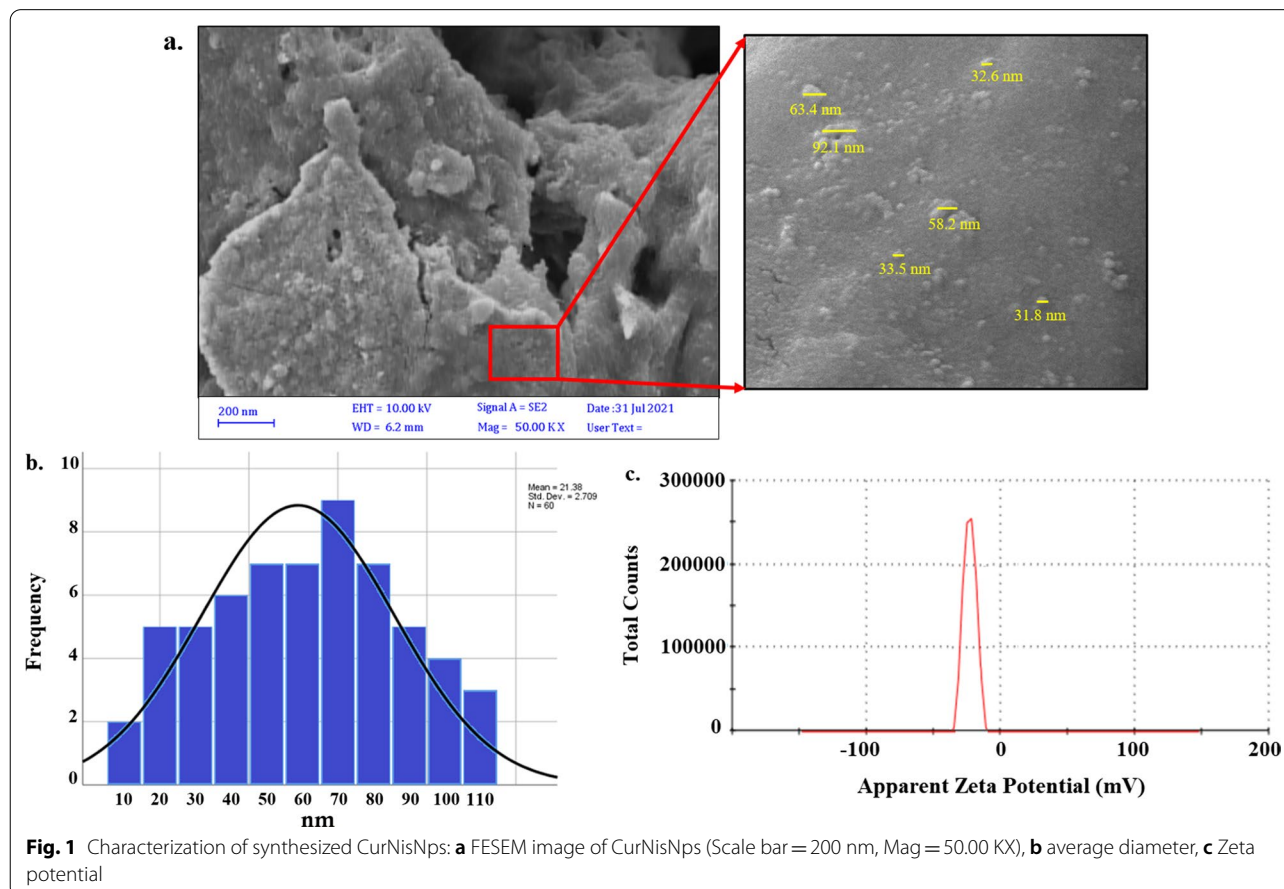 a.
32.6 nm
63.4 nm
92.1 nm
58.2 nm
33.5 nm
31.8 nm
200 nm
EHT = 10.00 kV
Signal A = SE2
Date :31 Jul 2021
WD = 6.2 mm
Mag = 50.00 K X
User Text =
b.
Mean = 21.38
Std. Dev. = 2.709
N = 60
Frequency
10
8
6
4
2
0
10 20 30 40 50 60 70 80 90 100 110
nm
c.
Total Counts
300000
200000
100000
0
-100 0 100 200
Apparent Zeta Potential (mV)
Fig. 1 Characterization of synthesized CurNisNps: a FESEM image of CurNisNps (Scale bar = 200 nm, Mag = 50.00 KX), b average diameter, c Zeta
potential